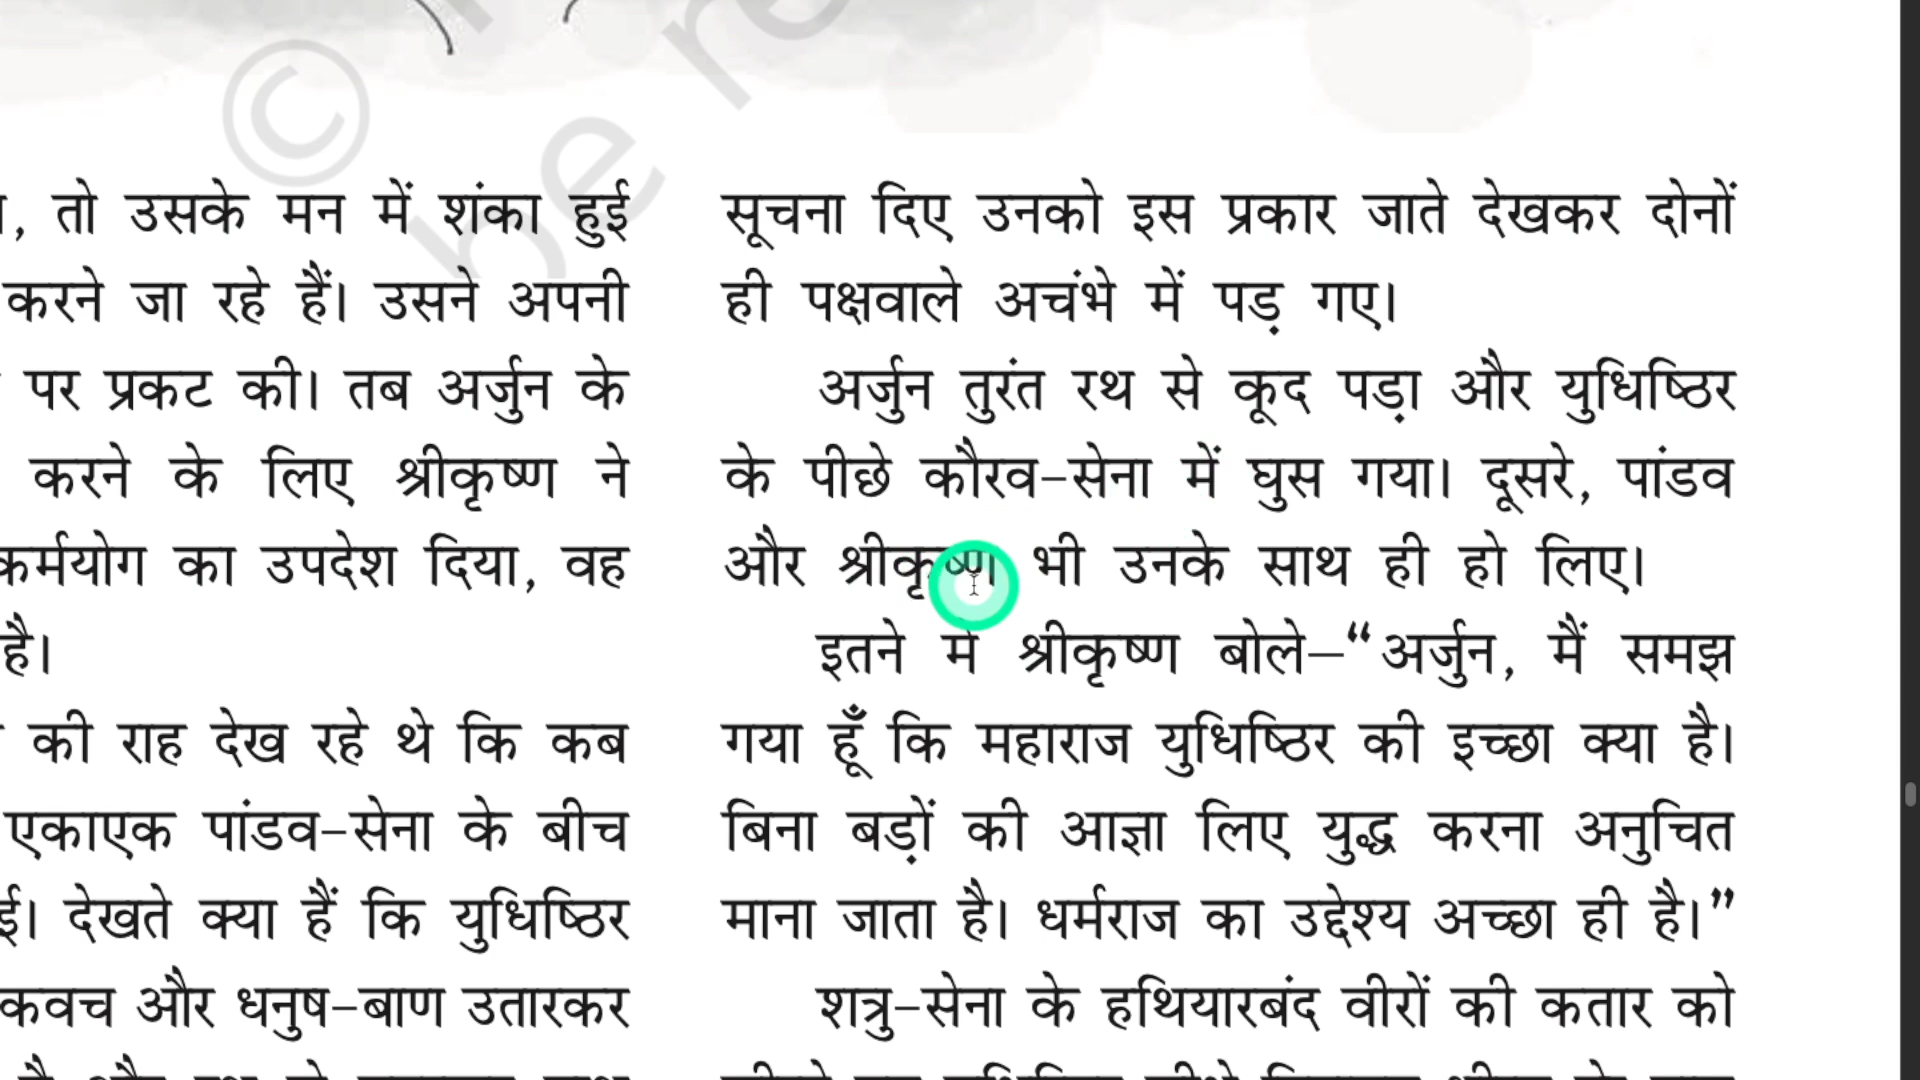 तो उसके मन में शंका हुई
करने जा रहे हैं। उसने अपनी
पर प्रकट की। तब अर्जुन के
करने के लिए श्रीकृष्ण ने
कर्मयोग का उपदेश दिया, वह
है।
की राह देख रहे थे कि कब
एकाएक पांडव–सेना के बीच
देखते क्या हैं कि युधिष्ठिर
कवच और धनुष–बाण उतारकर
सूचना दिए उनको इस प्रकार जाते देखकर दोनों
ही पक्षवाले अचंभे में पड़ गए।
अर्जुन तुरंत रथ से कूद पड़ा और युधिष्ठिर
के पीछे कौरव–सेना में घुस गया। दूसरे, पांडव
और श्रीकृष्ण भी उनके साथ ही हो लिए।
इतने में श्रीकृष्ण बोले–“अर्जुन, मैं समझ
गया हूँ कि महाराज युधिष्ठिर की इच्छा क्या है।
बिना बड़ों की आज्ञा लिए युद्ध करना अनुचित
माना जाता है। धर्मराज का उद्देश्य अच्छा ही है।”
शत्रु–सेना के हथियारबंद वीरों की कतार को